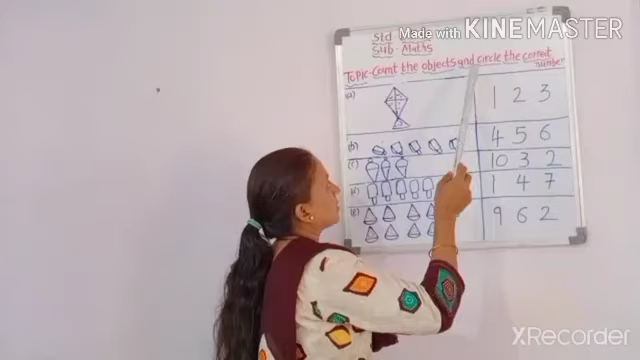 Made with KINEMASTER
Std
Sub - Maths
Topic - Count the objects and circle the correct
number
(a) 1 2 3
(b) 4 5 6
(c) 10 3 2
(d) 1 4 7
(e) 9 6 2
XRecorder